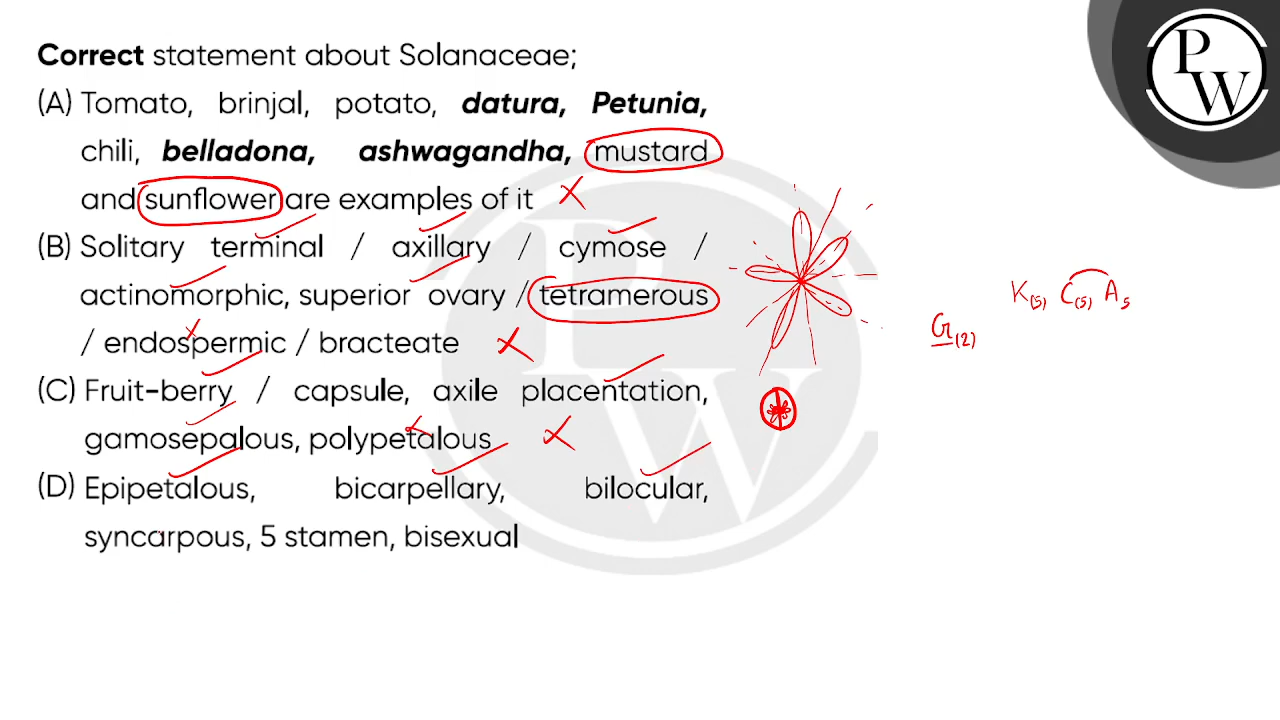 Correct statement about Solanaceae;
(A) Tomato, brinjal, potato, datura, Petunia,
chili, belladona, ashwagandha, mustard
and sunflower are examples of it
(B) Solitary terminal / axillary / cymose /
actinomorphic, superior ovary / tetramerous
/ endospermic / bracteate
(C) Fruit-berry / capsule, axile placentation,
gamosepalous, polypetalous
(D) Epipetalous, bicarpellary, bilocular,
syncarpous, 5 stamen, bisexual
K(5) C(5) A5
G(2)
P
W